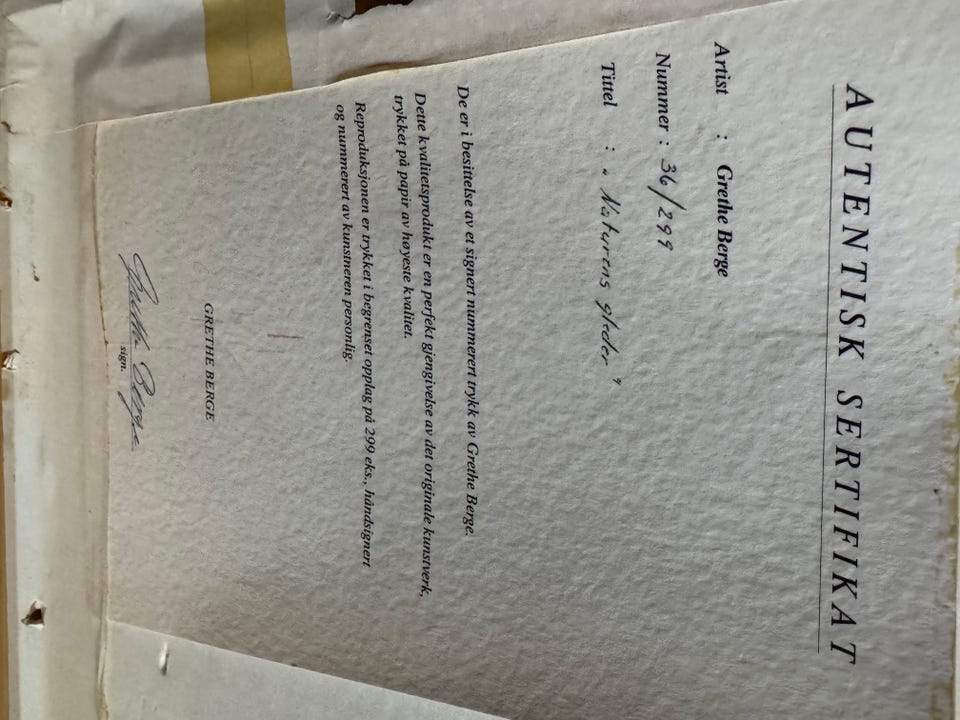 AUTENTISK SERTIFIKAT
Artist : Grethe Berge
Nummer : 36/299
Tittel : "Naturens gleder"
De er i besittelse av et signert nummerert trykk av Grethe Berge.
Dette kvalitetsprodukt er en perfekt gjengivelse av det originale kunstverk,
trykket på papir av høyeste kvalitet.
Reproduksjonen er trykket i begrenset opplag på 299 eks., håndsignert
og nummerert av kunstneren personlig.
GRETHE BERGE
Grethe Berge
sign.